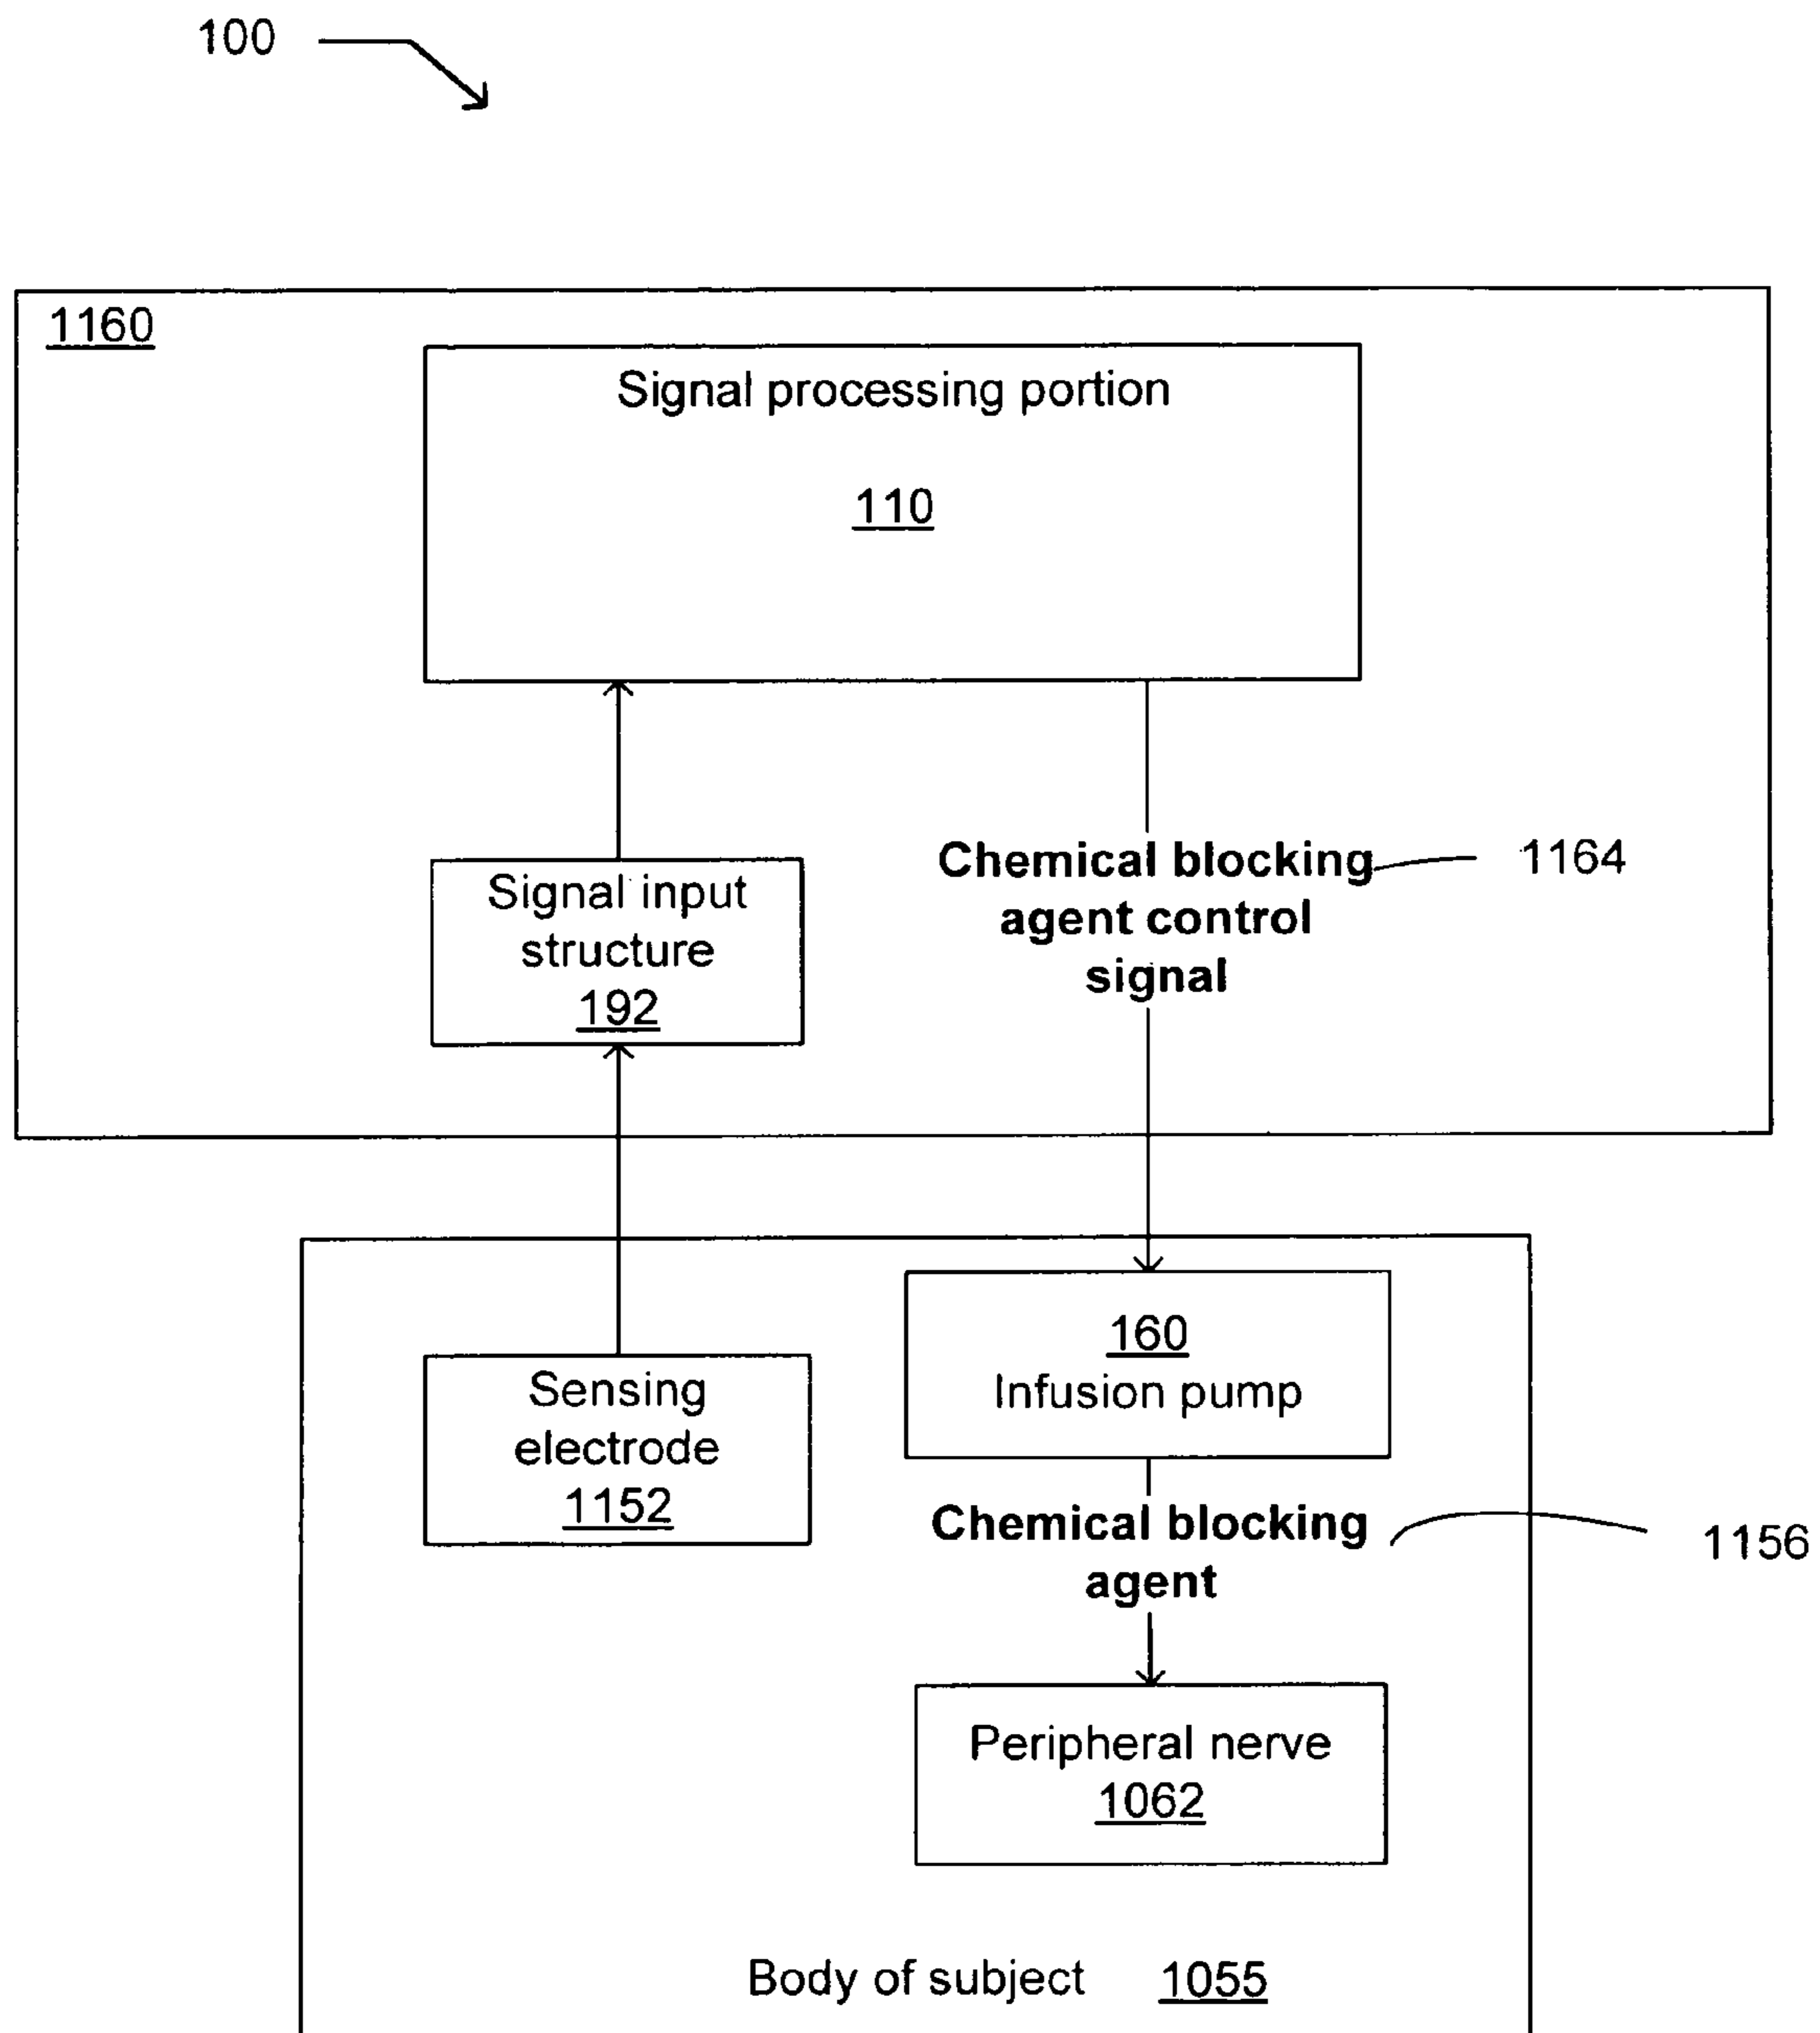 100
1160
Signal processing portion
110
Signal input
structure
192
Chemical blocking
agent control
signal
1164
Sensing
electrode
1152
160
Infusion pump
Chemical blocking
agent
1156
Peripheral nerve
1062
Body of subject 1055